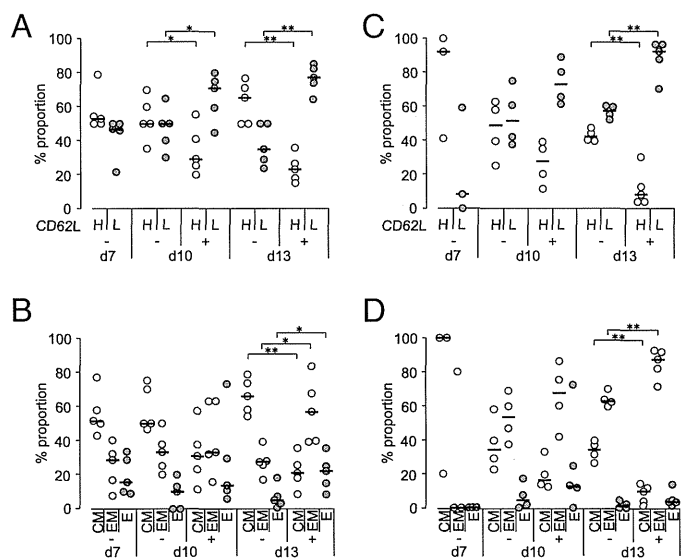 A
% proportion
100
80
60
40
20
0
* *
** **
CD62L H L H L H L H L H L
- - + - +
d7 d10 d13
C
% proportion
100
80
60
40
20
0
** **
CD62L H L H L H L H L H L
- - + - +
d7 d10 d13
B
% proportion
100
80
60
40
20
0
*
*
**
CM EM E CM EM E CM EM E CM EM E CM EM E
- - + - +
d7 d10 d13
D
% proportion
100
80
60
40
20
0
**
**
CM EM E CM EM E CM EM E CM EM E CM EM E
- - + - +
d7 d10 d13